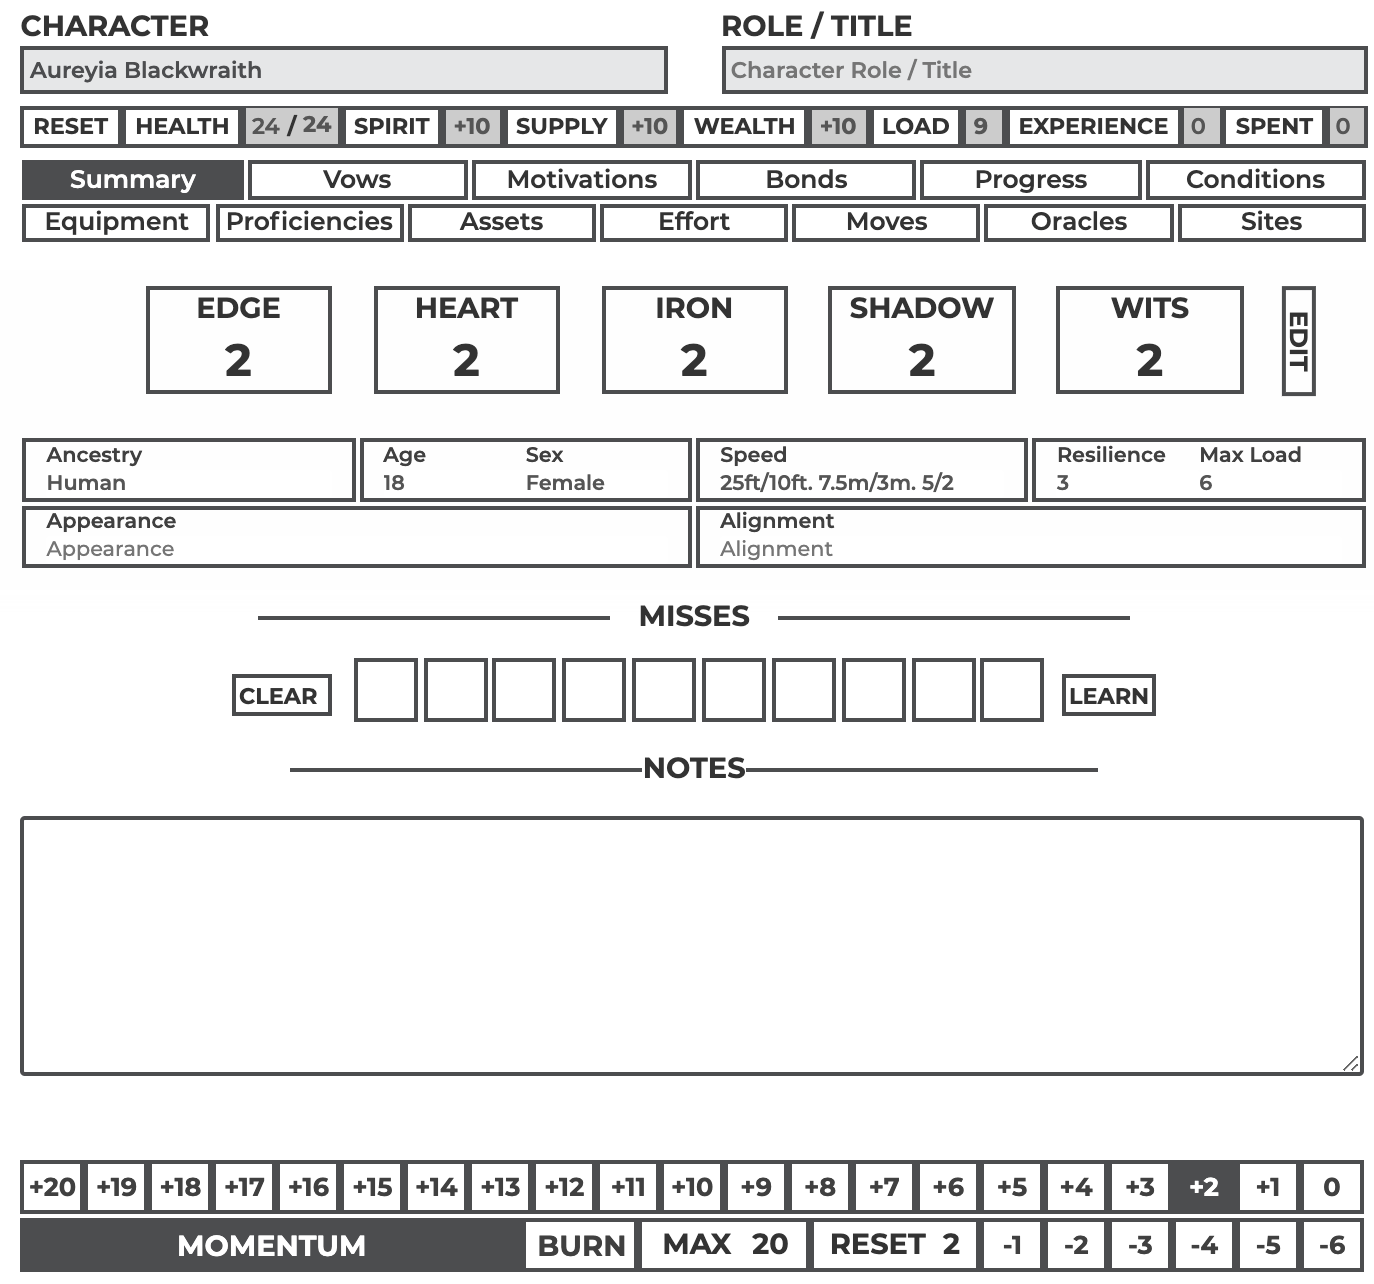 CHARACTER ROLE / TITLE
Aureyia Blackwraith Character Role / Title
RESET HEALTH 24 / 24 SPIRIT +10 SUPPLY +10 WEALTH +10 LOAD 9 EXPERIENCE 0 SPENT 0
Summary Vows Motivations Bonds Progress Conditions
Equipment Proficiencies Assets Effort Moves Oracles Sites
EDGE HEART IRON SHADOW WITS EDIT
2 2 2 2 2
Ancestry Age Sex Speed Resilience Max Load
Human 18 Female 25ft/10ft. 7.5m/3m. 5/2 3 6
Appearance Alignment
Appearance Alignment
MISSES
CLEAR LEARN
NOTES
+20 +19 +18 +17 +16 +15 +14 +13 +12 +11 +10 +9 +8 +7 +6 +5 +4 +3 +2 +1 0
MOMENTUM BURN MAX 20 RESET 2 -1 -2 -3 -4 -5 -6